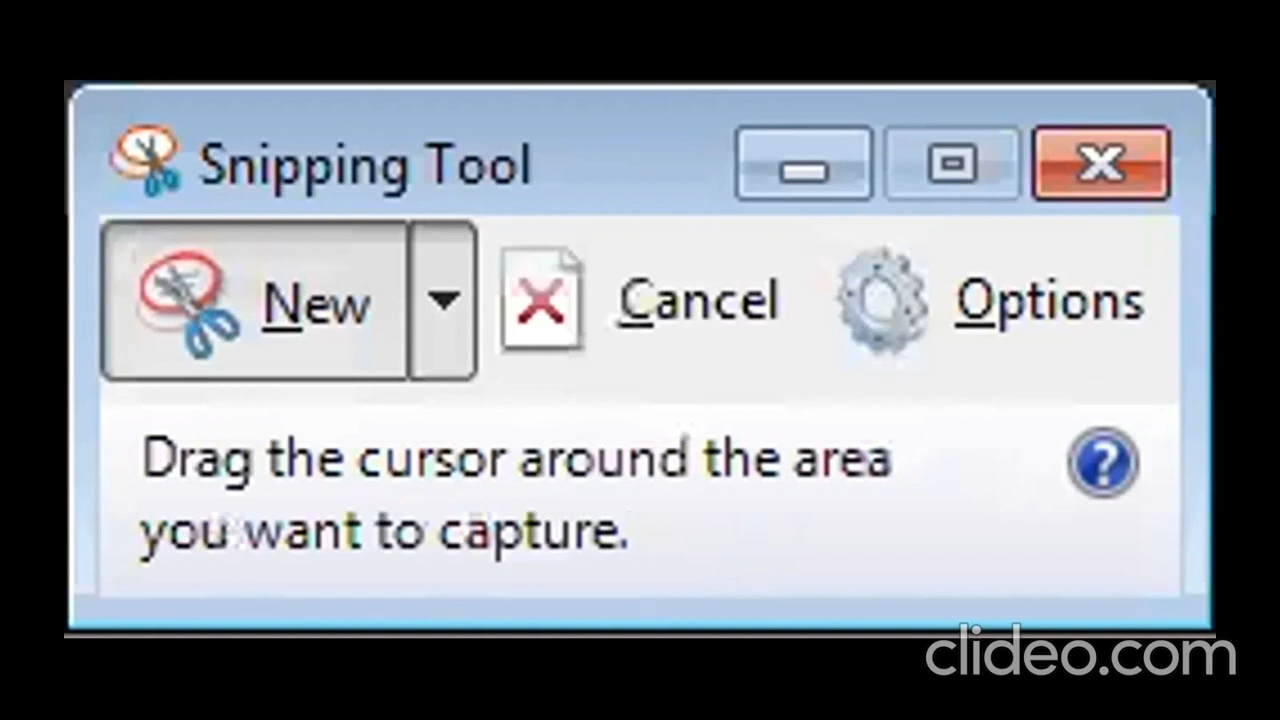 Snipping Tool
New Cancel Options
Drag the cursor around the area
you want to capture.
clideo.com